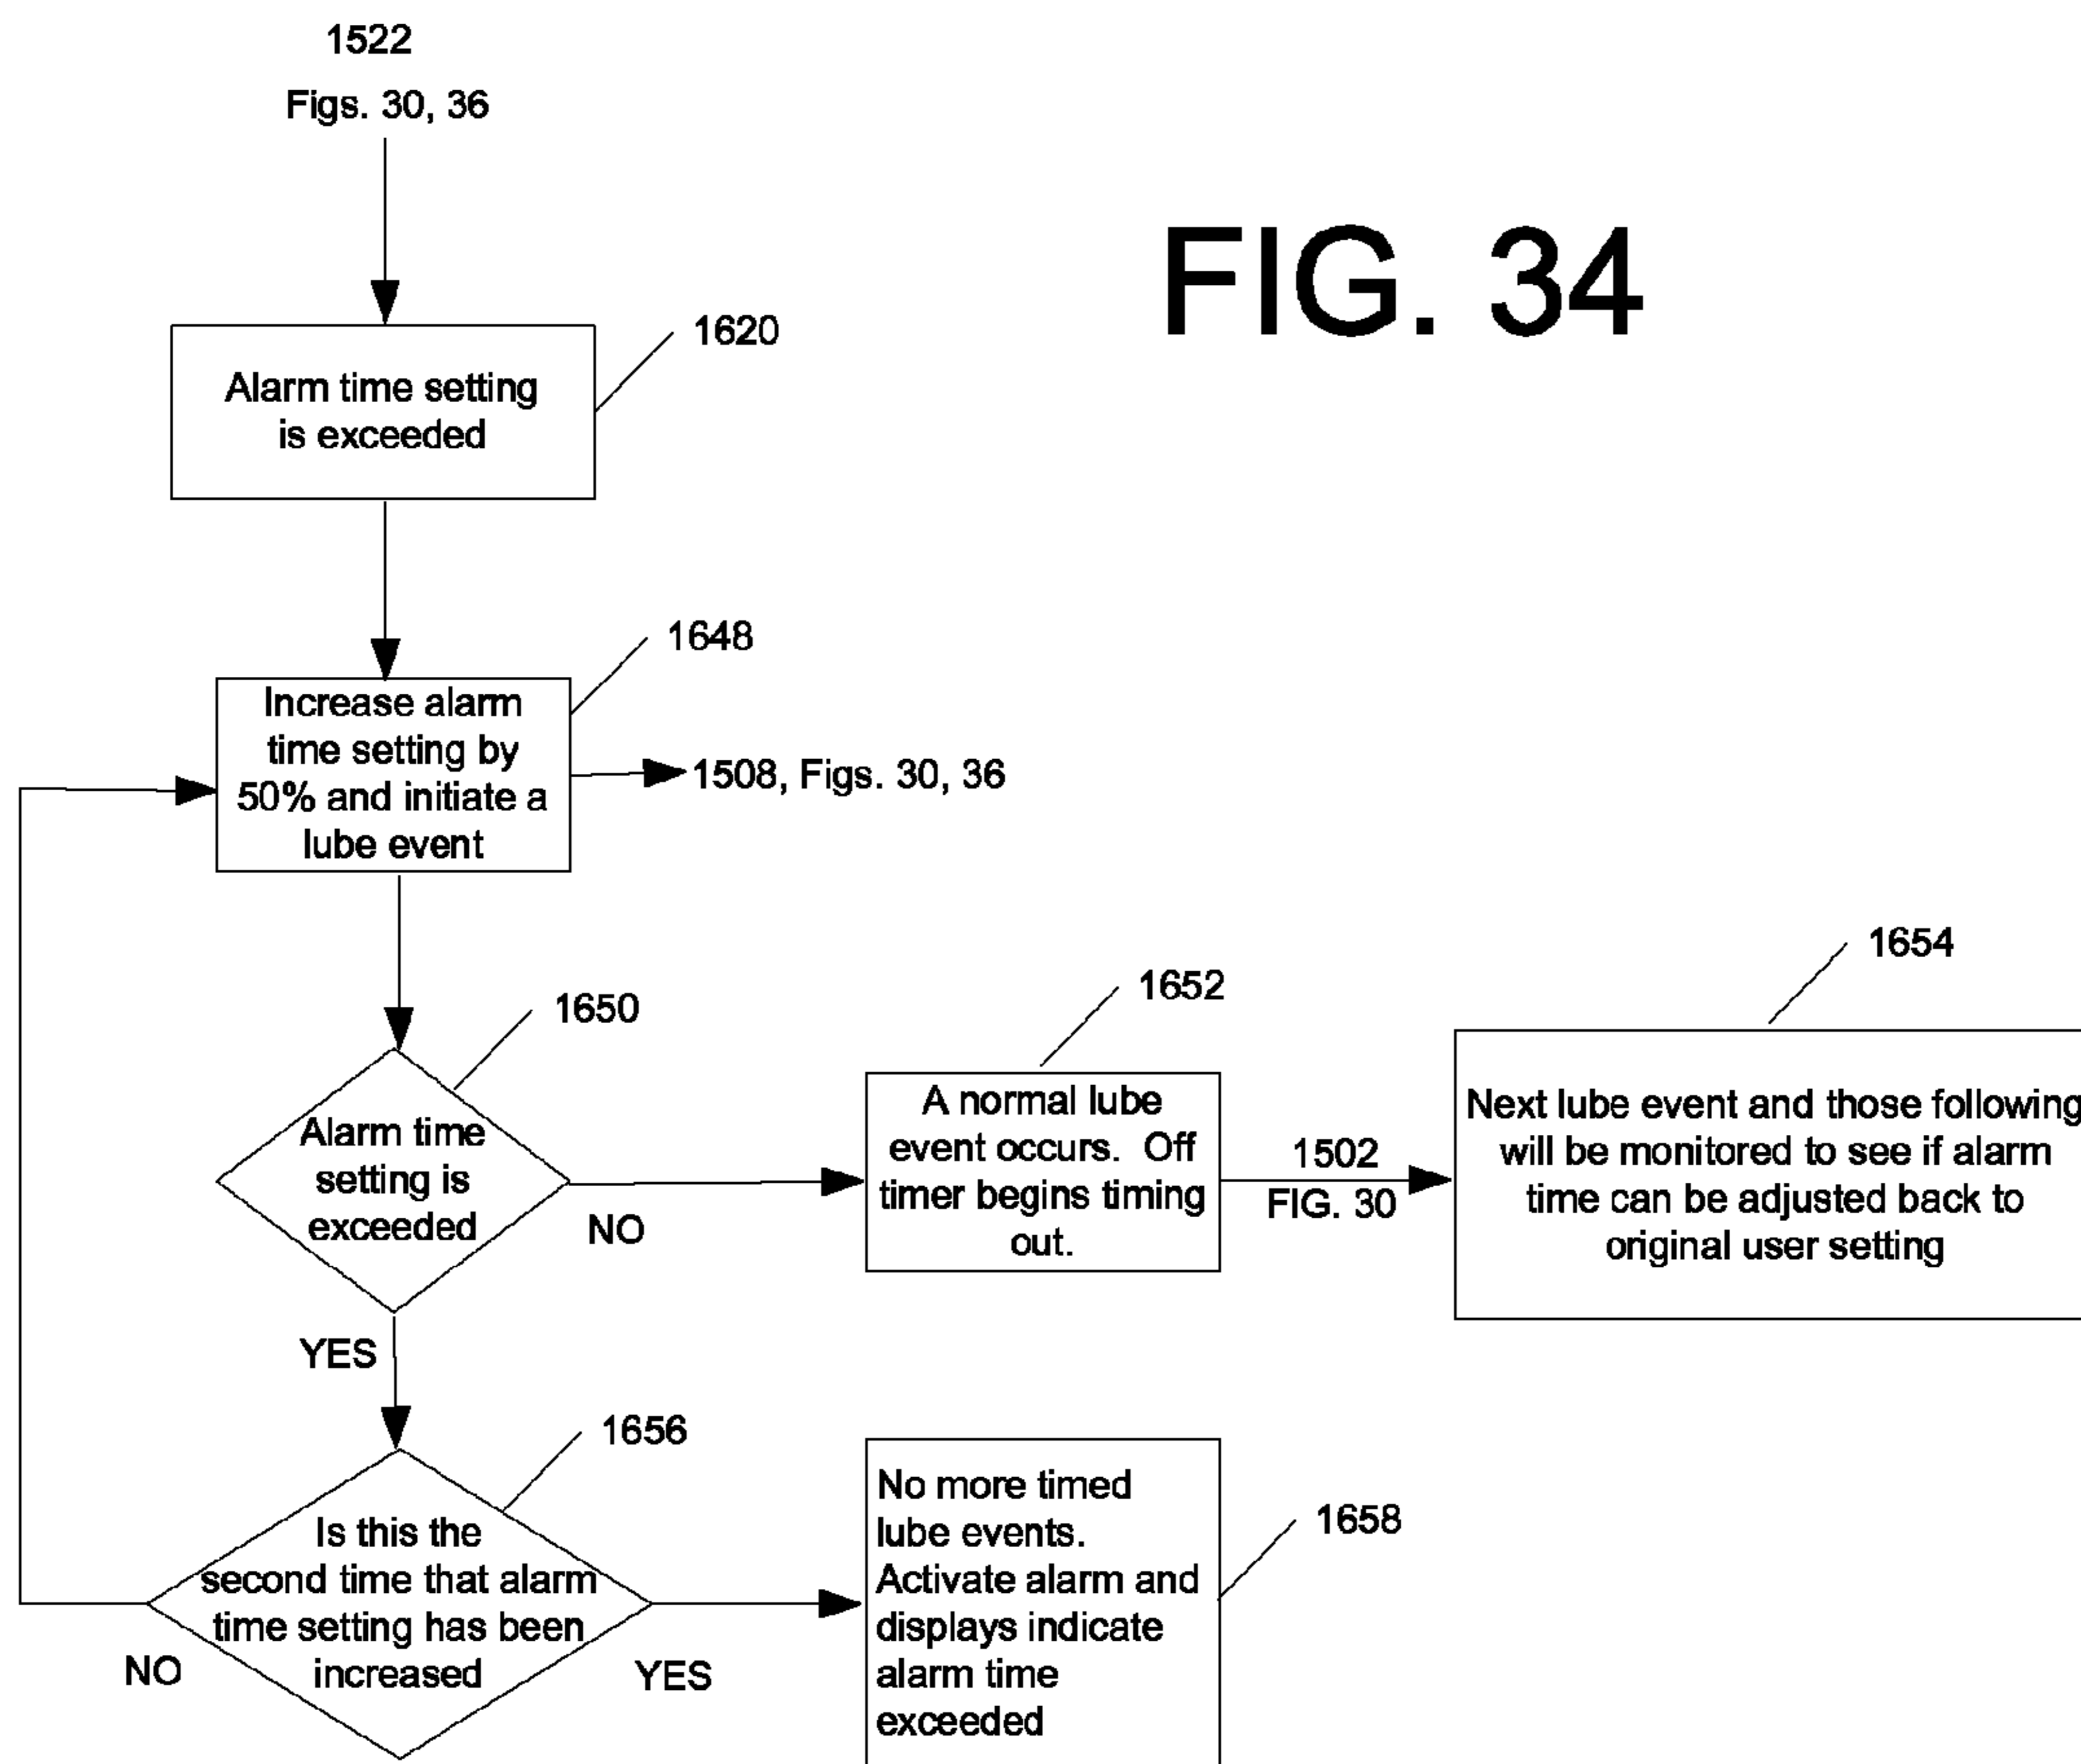 1522
Figs. 30, 36
FIG. 34
1620
Alarm time setting
is exceeded
1648
Increase alarm
time setting by
50% and initiate a
lube event
1508, Figs. 30, 36
1654
1652
1650
Alarm time
setting is
exceeded
NO
A normal lube
event occurs. Off
timer begins timing
out.
1502
FIG. 30
Next lube event and those following
will be monitored to see if alarm
time can be adjusted back to
original user setting
YES
1656
Is this the
second time that alarm
time setting has been
increased
NO
YES
No more timed
lube events.
Activate alarm and
displays indicate
alarm time
exceeded
1658